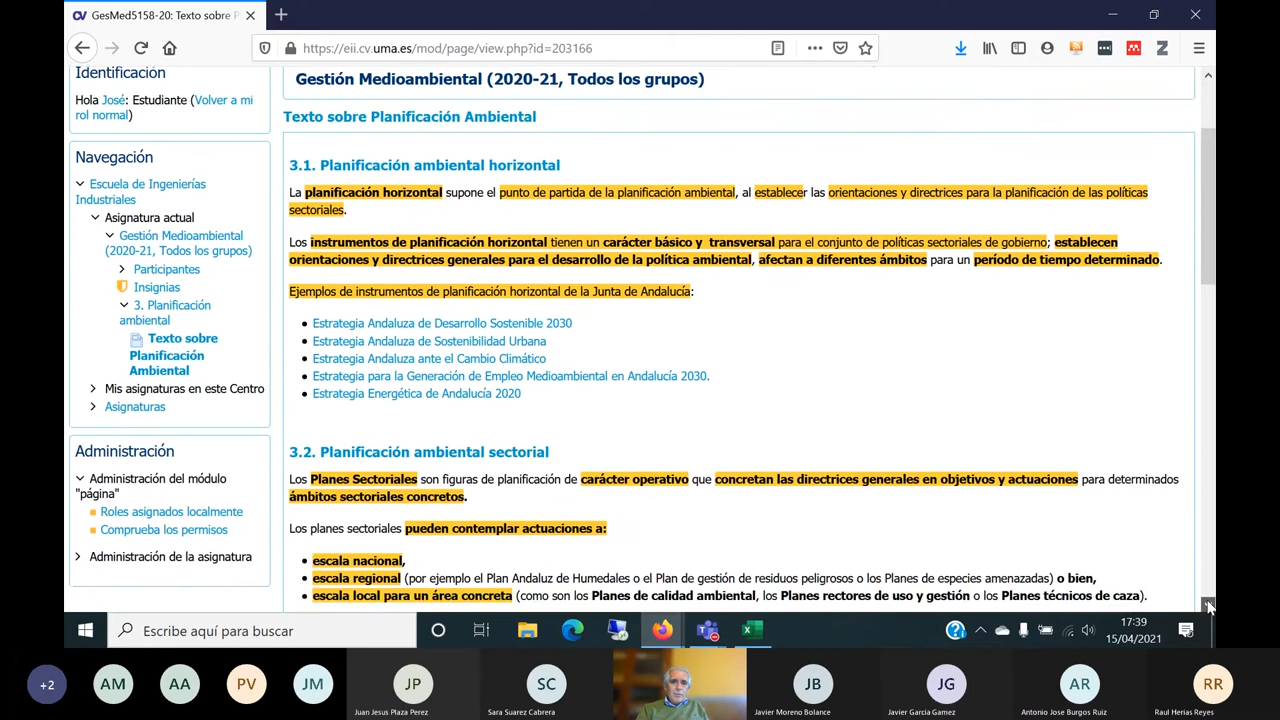 GesMed5158-20: Texto sobre P
https://eii.cv.uma.es/mod/page/view.php?id=203166
Identificación
Hola José: Estudiante (Volver a mi
rol normal)
Navegación
Escuela de Ingenierías
Industriales
Asignatura actual
Gestión Medioambiental
(2020-21, Todos los grupos)
Participantes
Insignias
3. Planificación
ambiental
Texto sobre
Planificación
Ambiental
Mis asignaturas en este Centro
Asignaturas
Administración
Administración del módulo
"página"
Roles asignados localmente
Comprueba los permisos
Administración de la asignatura
Gestión Medioambiental (2020-21, Todos los grupos)
Texto sobre Planificación Ambiental
3.1. Planificación ambiental horizontal
La planificación horizontal supone el punto de partida de la planificación ambiental, al establecer las orientaciones y directrices para la planificación de las políticas
sectoriales.
Los instrumentos de planificación horizontal tienen un carácter básico y transversal para el conjunto de políticas sectoriales de gobierno; establecen
orientaciones y directrices generales para el desarrollo de la política ambiental, afectan a diferentes ámbitos para un período de tiempo determinado.
Ejemplos de instrumentos de planificación horizontal de la Junta de Andalucía:
Estrategia Andaluza de Desarrollo Sostenible 2030
Estrategia Andaluza de Sostenibilidad Urbana
Estrategia Andaluza ante el Cambio Climático
Estrategia para la Generación de Empleo Medioambiental en Andalucía 2030.
Estrategia Energética de Andalucía 2020
3.2. Planificación ambiental sectorial
Los Planes Sectoriales son figuras de planificación de carácter operativo que concretan las directrices generales en objetivos y actuaciones para determinados
ámbitos sectoriales concretos.
Los planes sectoriales pueden contemplar actuaciones a:
escala nacional,
escala regional (por ejemplo el Plan Andaluz de Humedales o el Plan de gestión de residuos peligrosos o los Planes de especies amenazadas) o bien,
escala local para un área concreta (como son los Planes de calidad ambiental, los Planes rectores de uso y gestión o los Planes técnicos de caza).
Escribe aquí para buscar
17:39
15/04/2021
+2
AM
AA
PV
JM
JP
SC
JB
JG
AR
RR
Juan Jesus Plaza Perez
Sara Suarez Cabrera
Javier Moreno Bolance
Javier Garcia Gamez
Antonio Jose Burgos Ruiz
Raul Herias Reyes